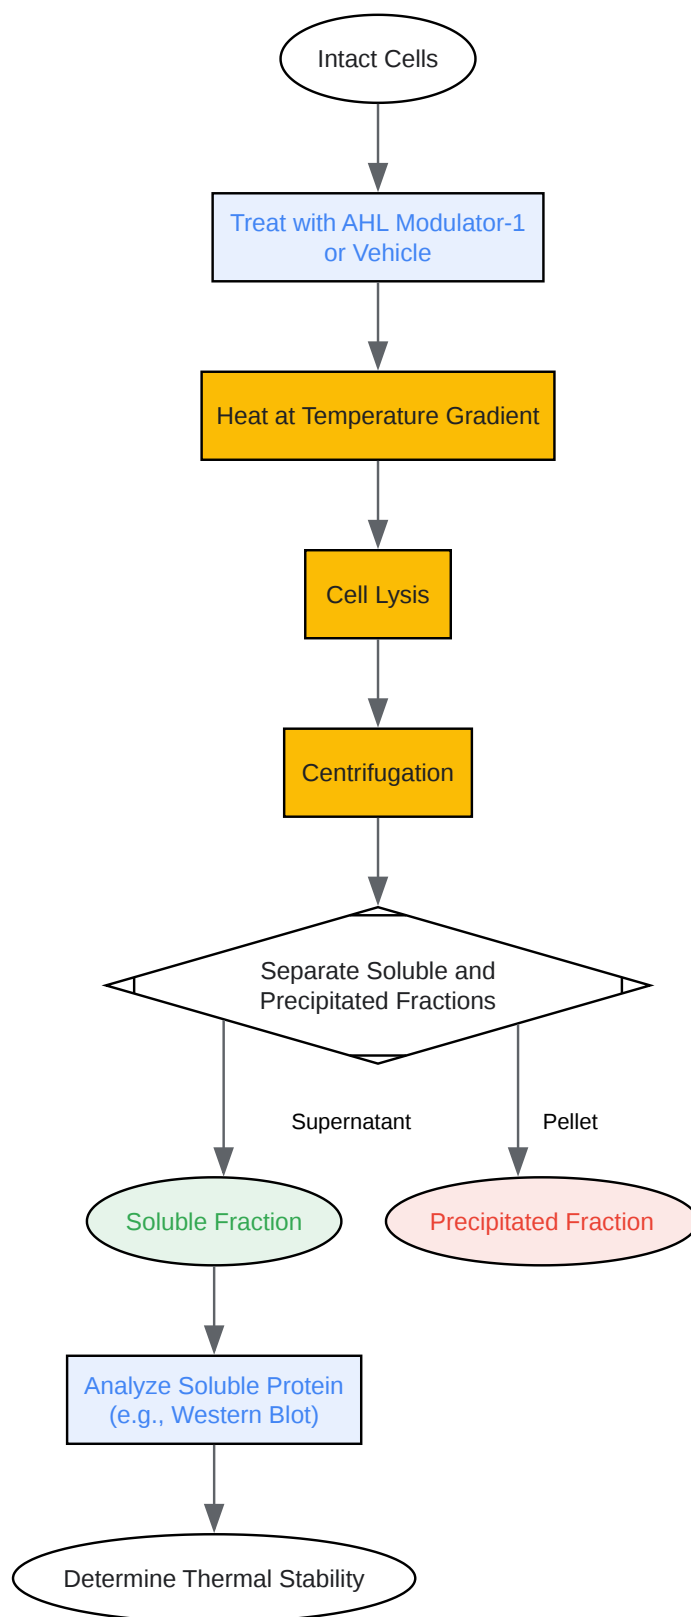 Intact Cells
Treat with AHL Modulator-1
or Vehicle
Heat at Temperature Gradient
Cell Lysis
Centrifugation
Separate Soluble and
Precipitated Fractions
Supernatant
Pellet
Soluble Fraction
Precipitated Fraction
Analyze Soluble Protein
(e.g., Western Blot)
Determine Thermal Stability